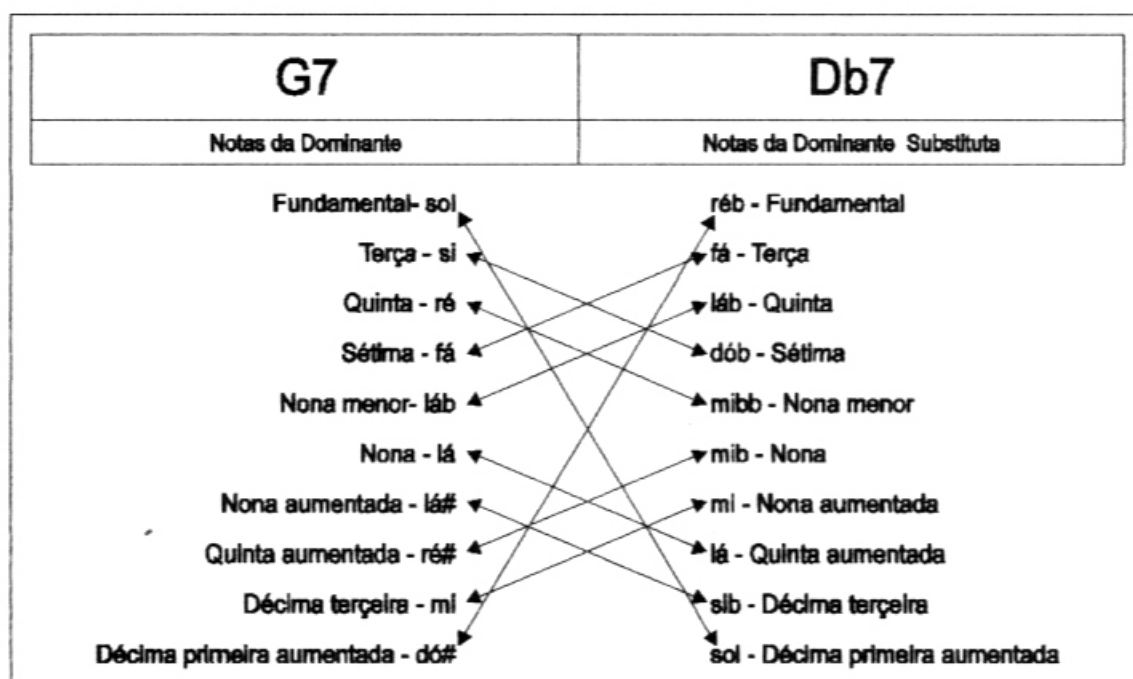 G7 Db7
Notas da Dominante Notas da Dominante Substituta
Fundamental- sol réb - Fundamental
Terça - si fá - Terça
Quinta - ré láb - Quinta
Sétima - fá dób - Sétima
Nona menor- láb mibb - Nona menor
Nona - lá mib - Nona
Nona aumentada - lá# mi - Nona aumentada
Quinta aumentada - ré# lá - Quinta aumentada
Décima terçeira - mi sib - Décima terçeira
Décima primeira aumentada - dó# sol - Décima primeira aumentada